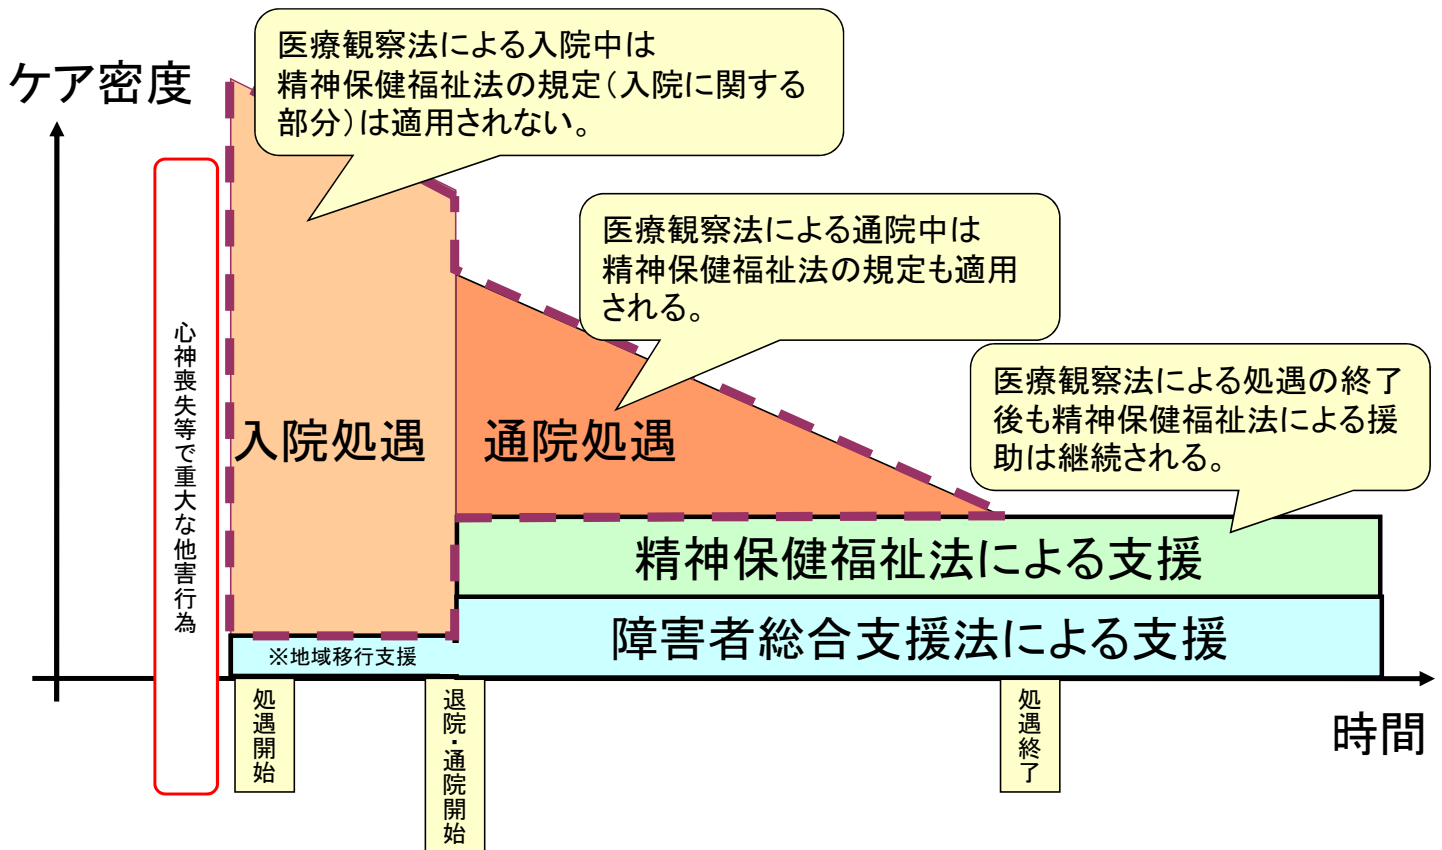 ケア密度
医療観察法による入院中は
精神保健福祉法の規定（入院に関する
部分）は適用されない。
医療観察法による通院中は
精神保健福祉法の規定も適用
される。
医療観察法による処遇の終了
後も精神保健福祉法による援
助は継続される。
心神喪失等で重大な他害行為
入院処遇
通院処遇
精神保健福祉法による支援
障害者総合支援法による支援
※地域移行支援
処遇開始
退院・通院開始
処遇終了
時間